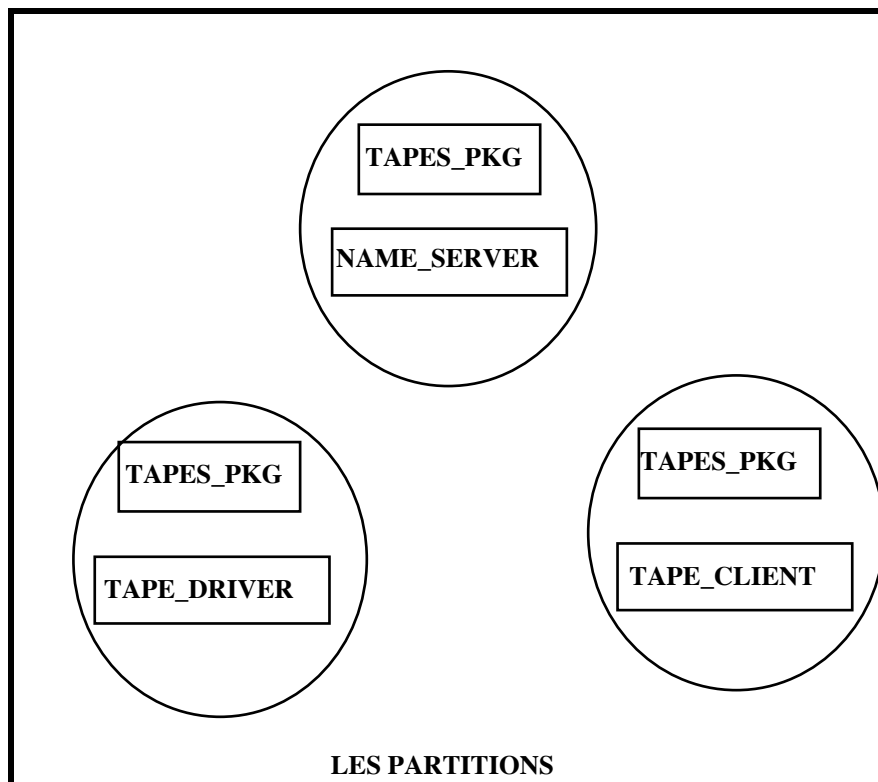 TAPES_PKG
NAME_SERVER
TAPES_PKG
TAPE_DRIVER
TAPES_PKG
TAPE_CLIENT
LES PARTITIONS